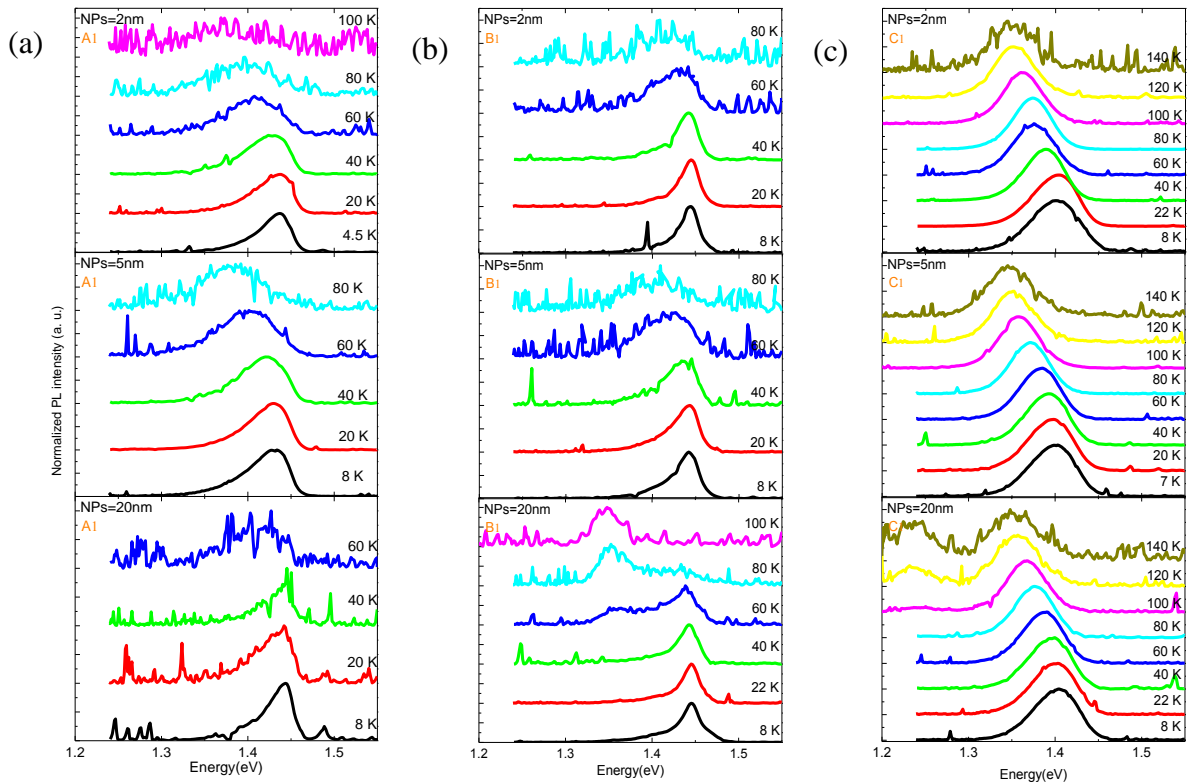 (a)
NPs=2nm
A1
100 K
80 K
60 K
40 K
20 K
4.5 K
NPs=5nm
A1
80 K
60 K
40 K
20 K
8 K
NPs=20nm
A1
60 K
40 K
20 K
8 K
1.2 1.3 1.4 1.5
Energy(eV)
Normalized PL intensity (a. u.)
(b)
NPs=2nm
B1
80 K
60 K
40 K
20 K
8 K
NPs=5nm
B1
80 K
60 K
40 K
20 K
8 K
NPs=20nm
B1
100 K
80 K
60 K
40 K
22 K
8 K
1.2 1.3 1.4 1.5
Energy(eV)
(c)
NPs=2nm
C1
140 K
120 K
100 K
80 K
60 K
40 K
22 K
8 K
NPs=5nm
C1
140 K
120 K
100 K
80 K
60 K
40 K
20 K
7 K
NPs=20nm
140 K
120 K
100 K
80 K
60 K
40 K
22 K
8 K
1.2 1.3 1.4 1.5
Energy(eV)